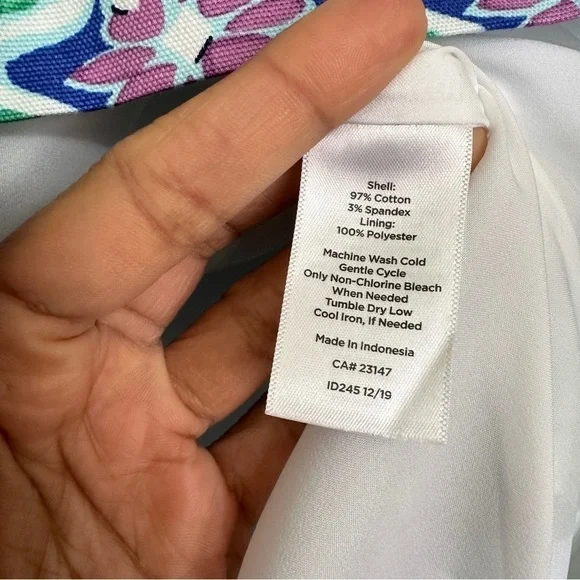 Shell:
97% Cotton
3% Spandex
Lining:
100% Polyester
Machine Wash Cold
Gentle Cycle
Only Non-Chlorine Bleach
When Needed
Tumble Dry Low
Cool Iron, If Needed
Made In Indonesia
CA# 23147
ID245 12/19